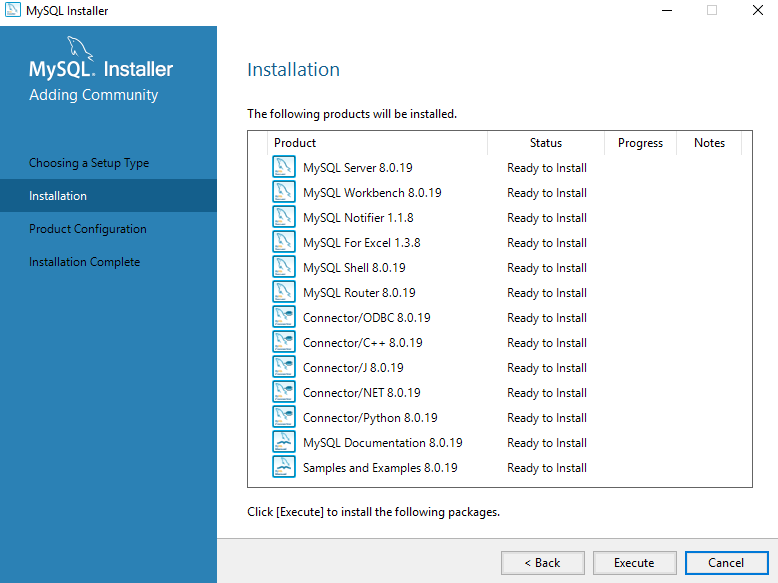 MySQL Installer
MySQL. Installer
Adding Community
Choosing a Setup Type
Installation
Product Configuration
Installation Complete
Installation
The following products will be installed.
Product Status Progress Notes
MySQL Server 8.0.19 Ready to Install
MySQL Workbench 8.0.19 Ready to Install
MySQL Notifier 1.1.8 Ready to Install
MySQL For Excel 1.3.8 Ready to Install
MySQL Shell 8.0.19 Ready to Install
MySQL Router 8.0.19 Ready to Install
Connector/ODBC 8.0.19 Ready to Install
Connector/C++ 8.0.19 Ready to Install
Connector/J 8.0.19 Ready to Install
Connector/NET 8.0.19 Ready to Install
Connector/Python 8.0.19 Ready to Install
MySQL Documentation 8.0.19 Ready to Install
Samples and Examples 8.0.19 Ready to Install
Click [Execute] to install the following packages.
< Back Execute Cancel